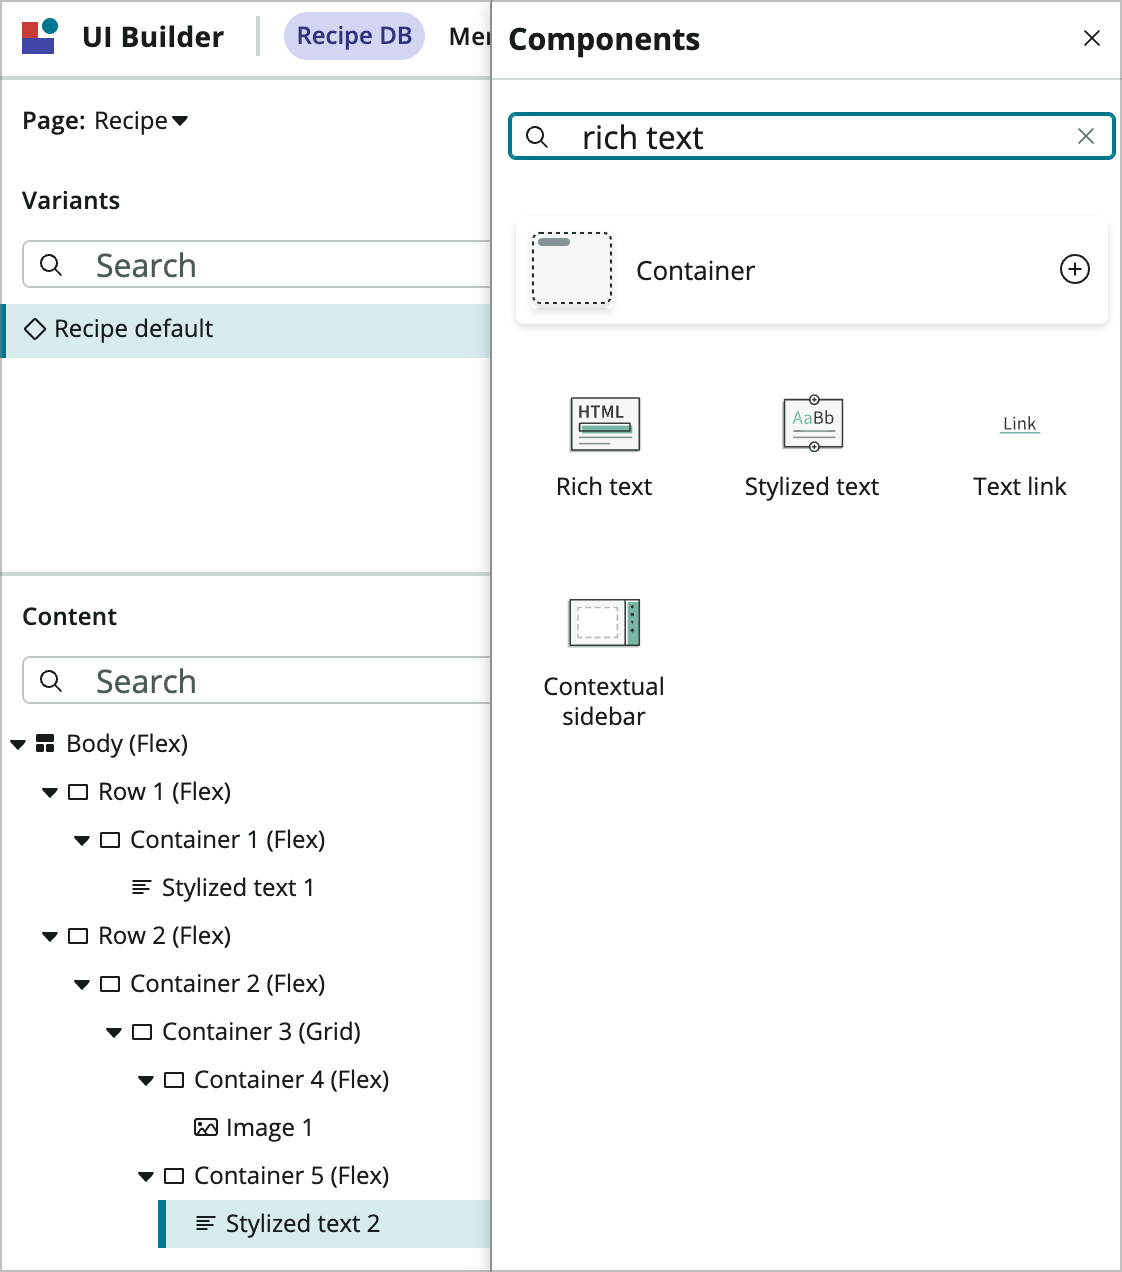 UI Builder
Recipe DB
Page: Recipe
Variants
Search
Recipe default
Content
Search
Body (Flex)
Row 1 (Flex)
Container 1 (Flex)
Stylized text 1
Row 2 (Flex)
Container 2 (Flex)
Container 3 (Grid)
Container 4 (Flex)
Image 1
Container 5 (Flex)
Stylized text 2
Components
rich text
Container
HTML
Rich text
AaBb
Stylized text
Link
Text link
Contextual
sidebar